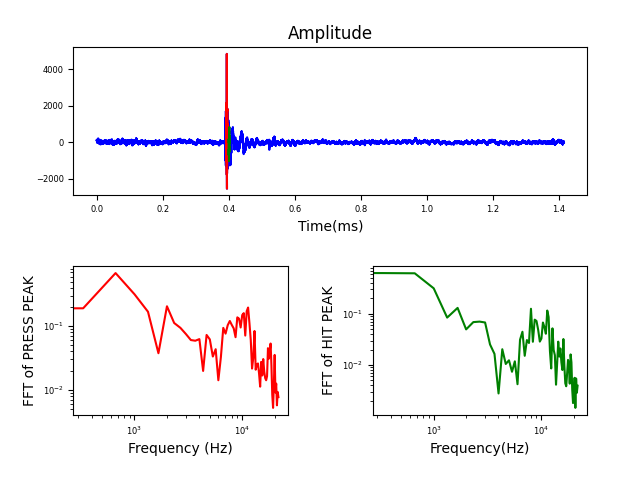 Amplitude
4000
2000
0
−2000
0.0 0.2 0.4 0.6 0.8 1.0 1.2 1.4
Time(ms)
FFT of PRESS PEAK
10⁻¹
10⁻²
10³ 10⁴
Frequency (Hz)
FFT of HIT PEAK
10⁻¹
10⁻²
10³ 10⁴
Frequency(Hz)